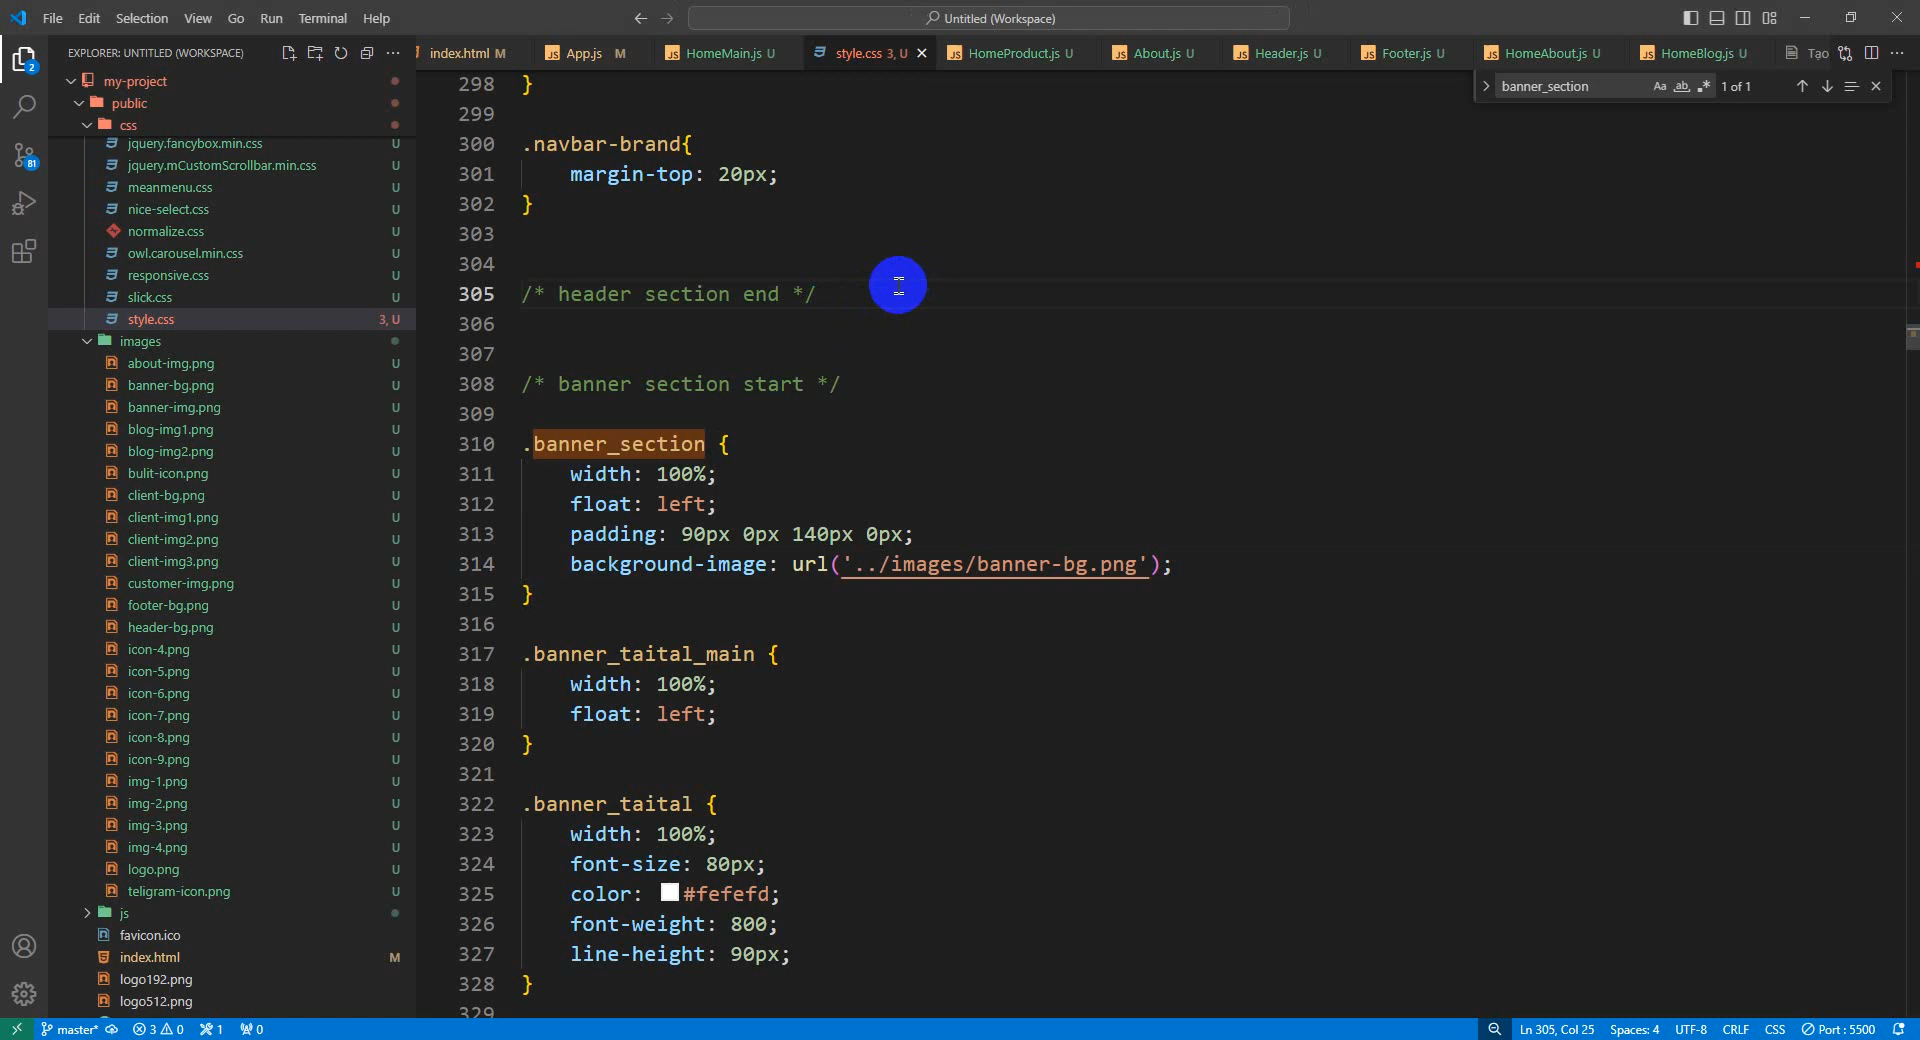 File Edit Selection View Go Run Terminal Help
Untitled (Workspace)
EXPLORER: UNTITLED (WORKSPACE)
index.html M
App.js M
HomeMain.js U
style.css 3, U
HomeProduct.js U
About.js U
Header.js U
Footer.js U
HomeAbout.js U
HomeBlog.js U
Tạo
banner_section
1 of 1
2
81
my-project
public
css
jquery.fancybox.min.css U
jquery.mCustomScrollbar.min.css U
meanmenu.css U
nice-select.css U
normalize.css U
owl.carousel.min.css U
responsive.css U
slick.css U
style.css 3, U
images
about-img.png U
banner-bg.png U
banner-img.png U
blog-img1.png U
blog-img2.png U
bulit-icon.png U
client-bg.png U
client-img1.png U
client-img2.png U
client-img3.png U
customer-img.png U
footer-bg.png U
header-bg.png U
icon-4.png U
icon-5.png U
icon-6.png U
icon-7.png U
icon-8.png U
icon-9.png U
img-1.png U
img-2.png U
img-3.png U
img-4.png U
logo.png U
teligram-icon.png U
js
favicon.ico
index.html M
logo192.png
logo512.png
298 }
299
300 .navbar-brand{
301 margin-top: 20px;
302 }
303
304
305 /* header section end */
306
307
308 /* banner section start */
309
310 .banner_section {
311 width: 100%;
312 float: left;
313 padding: 90px 0px 140px 0px;
314 background-image: url('../images/banner-bg.png');
315 }
316
317 .banner_taital_main {
318 width: 100%;
319 float: left;
320 }
321
322 .banner_taital {
323 width: 100%;
324 font-size: 80px;
325 color: #fefefd;
326 font-weight: 800;
327 line-height: 90px;
328 }
329
master* 3 0 1 0
Ln 305, Col 25 Spaces: 4 UTF-8 CRLF CSS Port : 5500